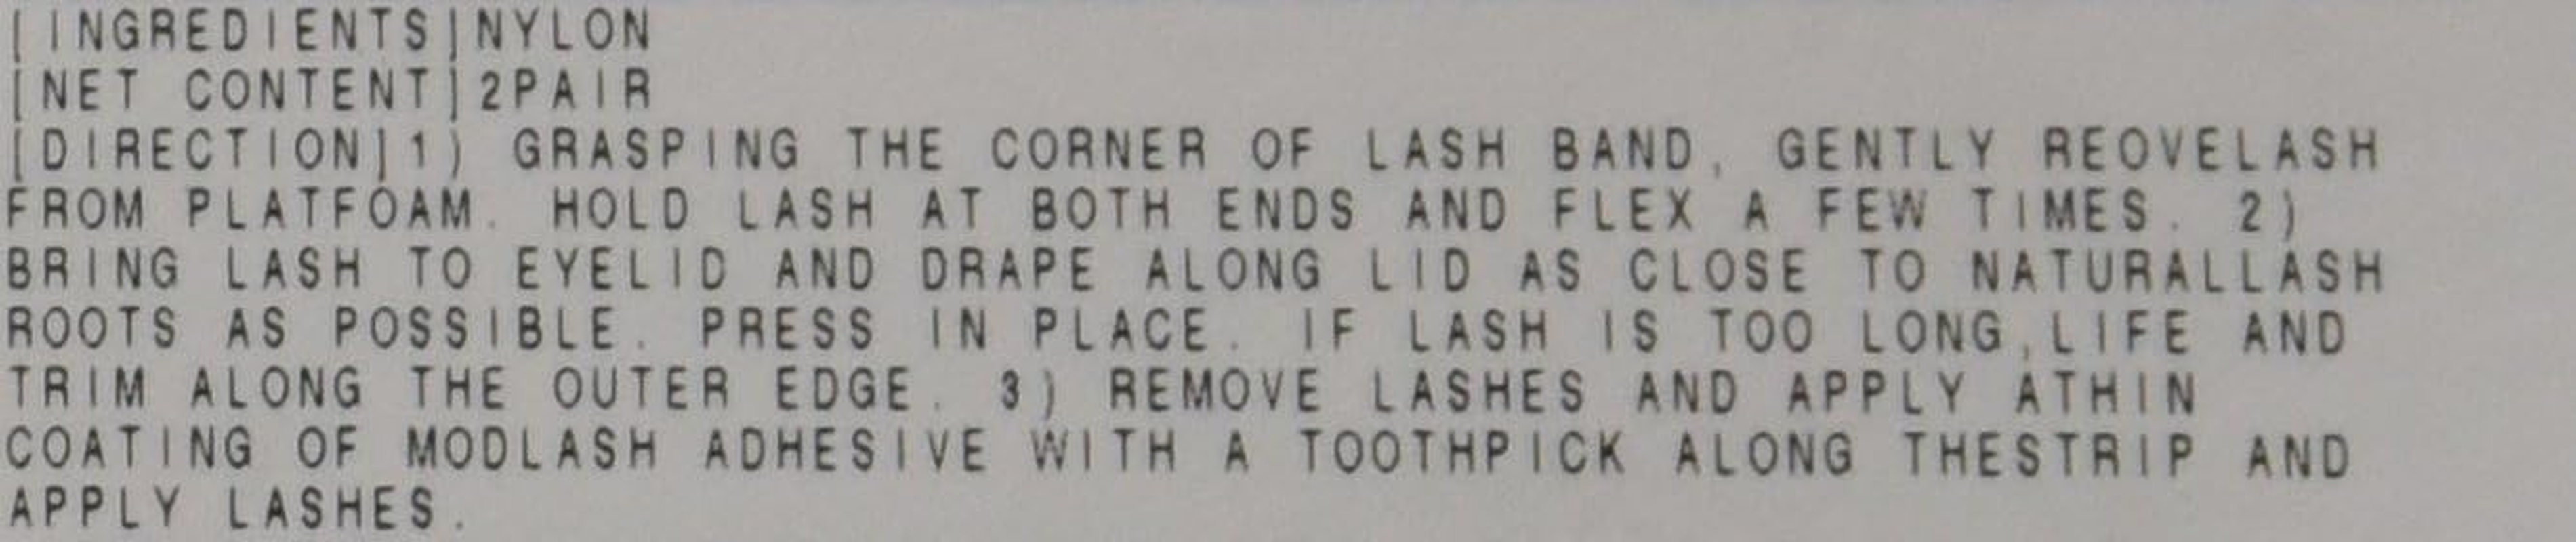 [INGREDIENTS]NYLON
[NET CONTENT]2PAIR
[DIRECTION]1) GRASPING THE CORNER OF LASH BAND, GENTLY REOVELASH
FROM PLATFOAM. HOLD LASH AT BOTH ENDS AND FLEX A FEW TIMES. 2)
BRING LASH TO EYELID AND DRAPE ALONG LID AS CLOSE TO NATURALLASH
ROOTS AS POSSIBLE. PRESS IN PLACE. IF LASH IS TOO LONG,LIFE AND
TRIM ALONG THE OUTER EDGE. 3) REMOVE LASHES AND APPLY ATHIN
COATING OF MODLASH ADHESIVE WITH A TOOTHPICK ALONG THESTRIP AND
APPLY LASHES.